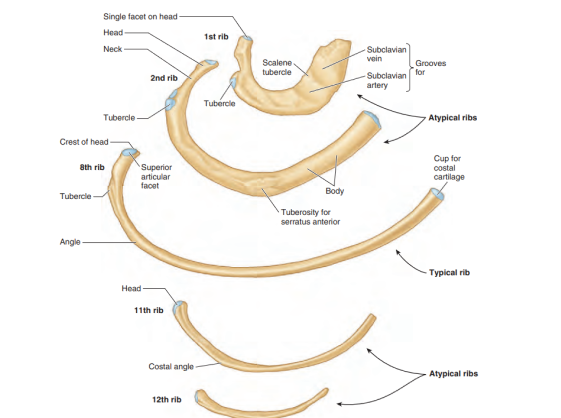 Single facet on head
Head
Neck
1st rib
2nd rib
Scalene
tubercle
Subclavian
vein
Subclavian
artery
Grooves
for
Tubercle
Tubercle
Atypical ribs
Crest of head
8th rib
Superior
articular
facet
Tubercle
Cup for
costal
cartilage
Body
Tuberosity for
serratus anterior
Angle
Typical rib
Head
11th rib
Costal angle
Atypical ribs
12th rib